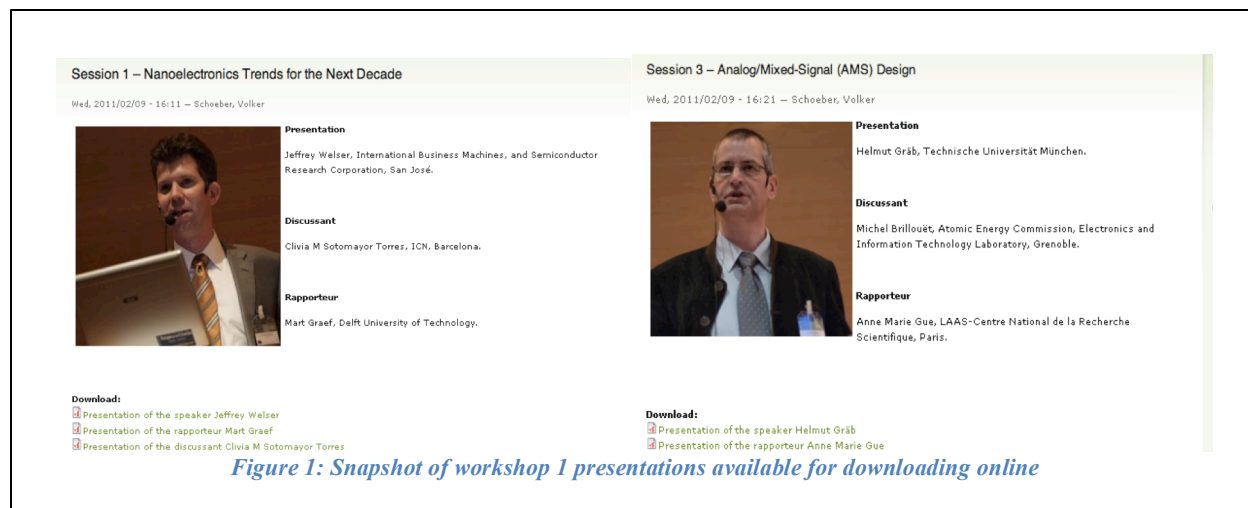 Session 1 – Nanoelectronics Trends for the Next Decade
Wed, 2011/02/09 - 16:11 — Schoeber, Volker
Presentation
Jeffrey Welser, International Business Machines, and Semiconductor
Research Corporation, San José.
Discussant
Clivia M Sotomayor Torres, ICN, Barcelona.
Rapporteur
Mart Graef, Delft University of Technology.
Download:
Presentation of the speaker Jeffrey Welser
Presentation of the rapporteur Mart Graef
Presentation of the discussant Clivia M Sotomayor Torres
Session 3 – Analog/Mixed-Signal (AMS) Design
Wed, 2011/02/09 - 16:21 — Schoeber, Volker
Presentation
Helmut Gräb, Technische Universität München.
Discussant
Michel Brillouët, Atomic Energy Commission, Electronics and
Information Technology Laboratory, Grenoble.
Rapporteur
Anne Marie Gue, LAAS-Centre National de la Recherche
Scientifique, Paris.
Download:
Presentation of the speaker Helmut Gräb
Presentation of the rapporteur Anne Marie Gue
Figure 1: Snapshot of workshop 1 presentations available for downloading online